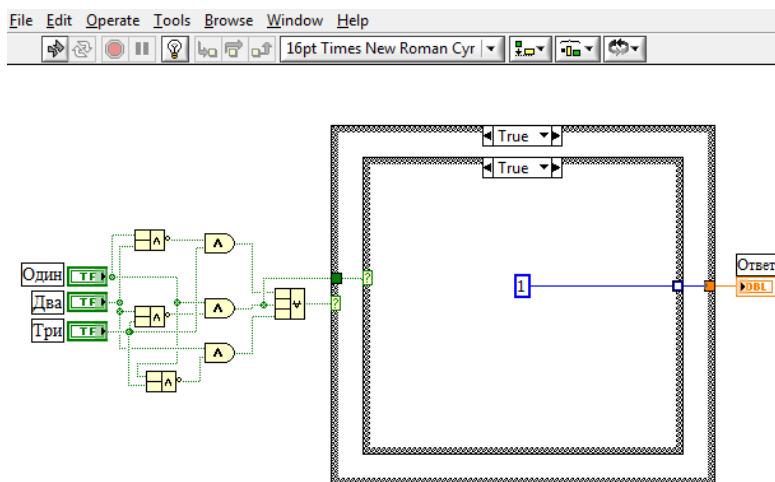 File Edit Operate Tools Browse Window Help
16pt Times New Roman Cyr
True
True
Один TF
Два TF
Три TF
Λ
Λ
Λ
Λ
Λ
Λ
V
?
?
1
Ответ
DBL